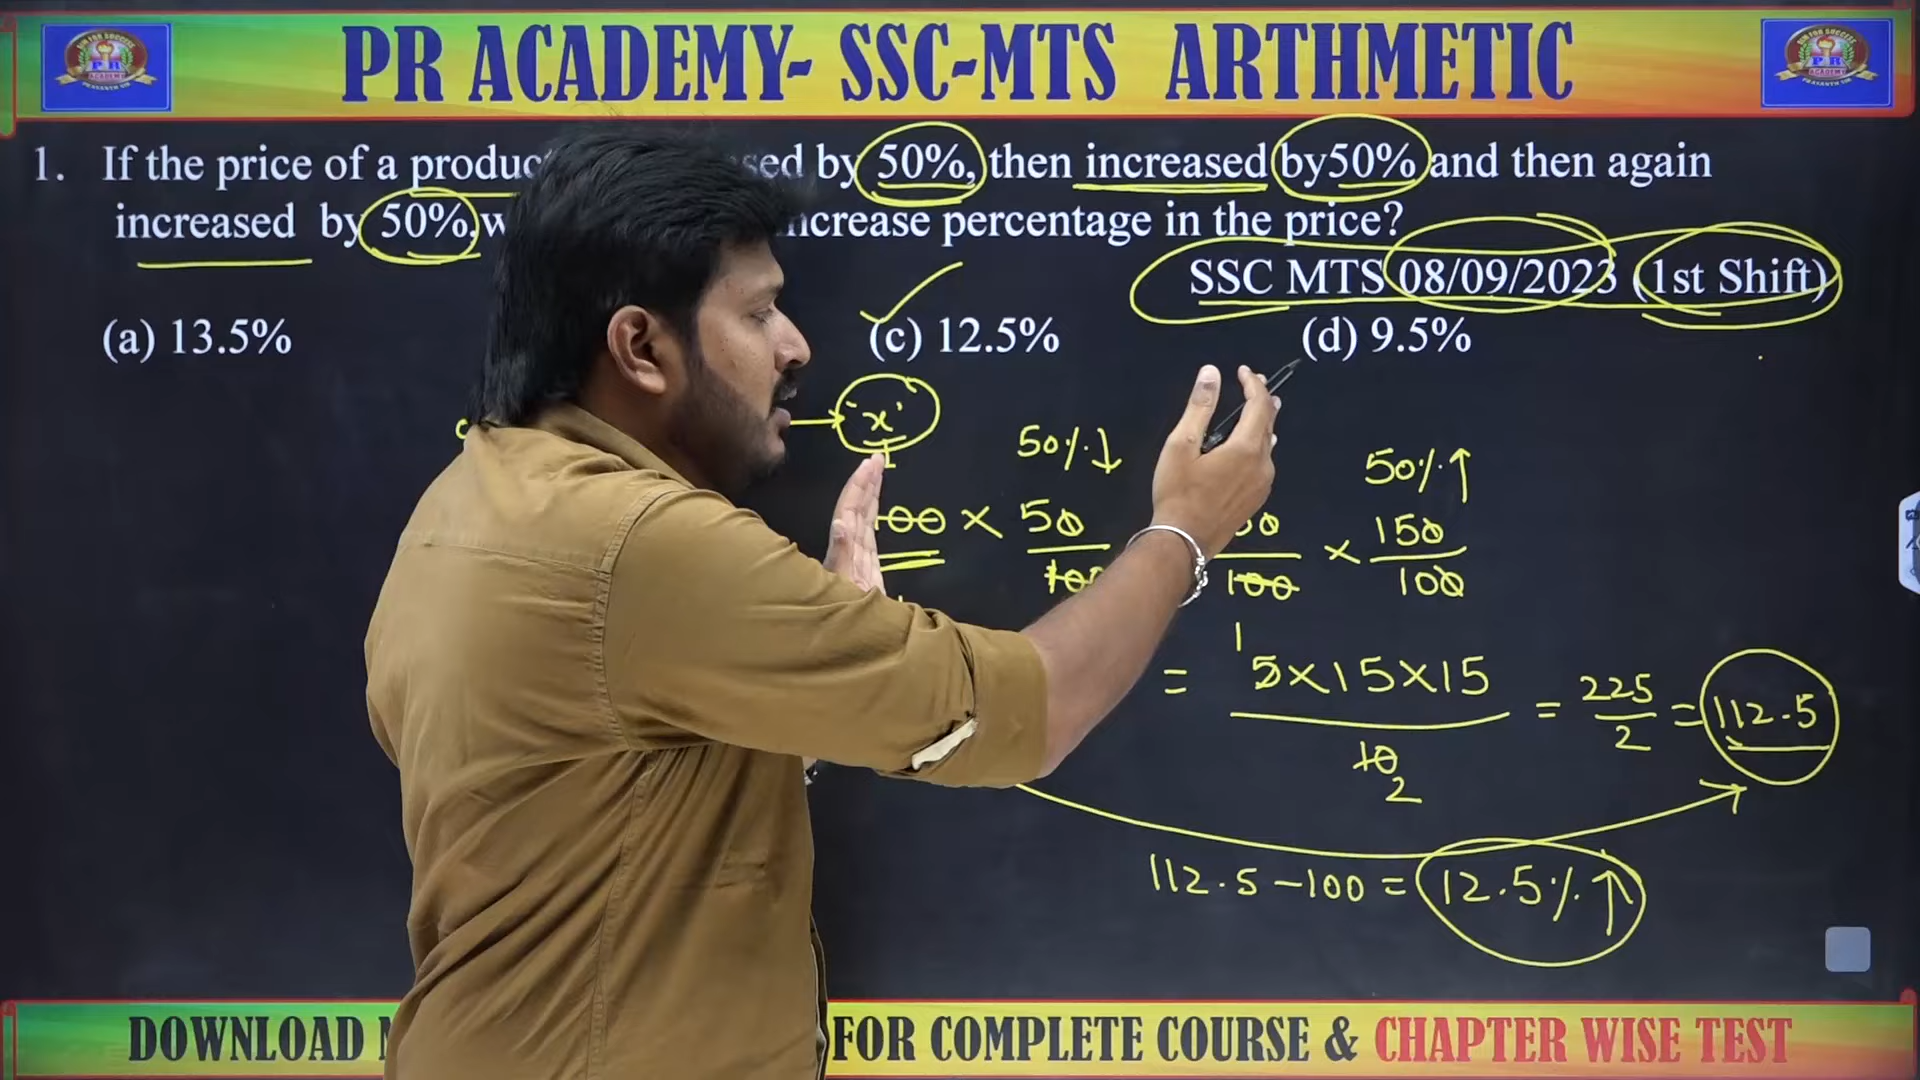 PR ACADEMY- SSC-MTS ARTHMETIC
1. If the price of a by 50%, then increased by50% and then again
increased by 50%, increase percentage in the price?
SSC MTS 08/09/2023 (1st Shift)
(a) 13.5% (c) 12.5% (d) 9.5%
'x'
50%↓ 50%↑
100 × 50/100 /100 × 150/100
= 5×15×15/10 = 225/2 = 112.5
1
2
112.5 - 100 = 12.5%↑
DOWNLOAD FOR COMPLETE COURSE & CHAPTER WISE TEST